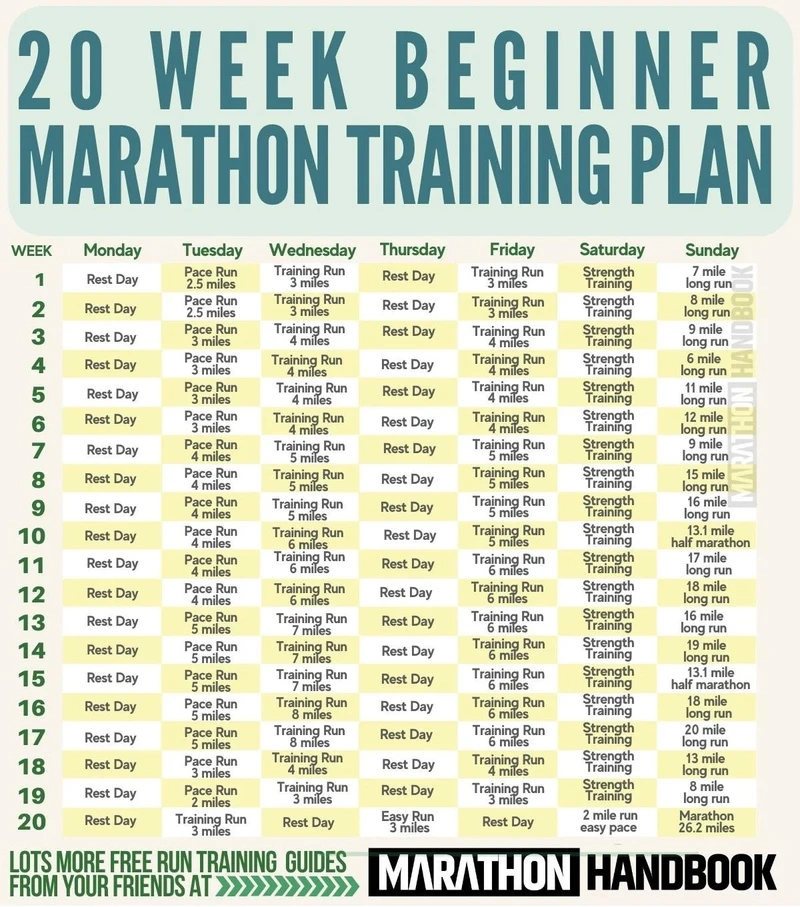 20 WEEK BEGINNER
MARATHON TRAINING PLAN
WEEK Monday Tuesday Wednesday Thursday Friday Saturday Sunday
1 Rest Day Pace Run 2.5 miles Training Run 3 miles Rest Day Training Run 3 miles Strength Training 7 mile long run
2 Rest Day Pace Run 2.5 miles Training Run 3 miles Rest Day Training Run 3 miles Strength Training 8 mile long run
3 Rest Day Pace Run 3 miles Training Run 4 miles Rest Day Training Run 4 miles Strength Training 9 mile long run
4 Rest Day Pace Run 3 miles Training Run 4 miles Rest Day Training Run 4 miles Strength Training 6 mile long run
5 Rest Day Pace Run 3 miles Training Run 4 miles Rest Day Training Run 4 miles Strength Training 11 mile long run
6 Rest Day Pace Run 3 miles Training Run 4 miles Rest Day Training Run 4 miles Strength Training 12 mile long run
7 Rest Day Pace Run 4 miles Training Run 5 miles Rest Day Training Run 5 miles Strength Training 9 mile long run
8 Rest Day Pace Run 4 miles Training Run 5 miles Rest Day Training Run 5 miles Strength Training 15 mile long run
9 Rest Day Pace Run 4 miles Training Run 5 miles Rest Day Training Run 5 miles Strength Training 16 mile long run
10 Rest Day Pace Run 4 miles Training Run 6 miles Rest Day Training Run 5 miles Strength Training 13.1 mile half marathon
11 Rest Day Pace Run 4 miles Training Run 6 miles Rest Day Training Run 6 miles Strength Training 17 mile long run
12 Rest Day Pace Run 4 miles Training Run 6 miles Rest Day Training Run 6 miles Strength Training 18 mile long run
13 Rest Day Pace Run 5 miles Training Run 7 miles Rest Day Training Run 6 miles Strength Training 16 mile long run
14 Rest Day Pace Run 5 miles Training Run 7 miles Rest Day Training Run 6 miles Strength Training 19 mile long run
15 Rest Day Pace Run 5 miles Training Run 7 miles Rest Day Training Run 6 miles Strength Training 13.1 mile half marathon
16 Rest Day Pace Run 5 miles Training Run 8 miles Rest Day Training Run 6 miles Strength Training 18 mile long run
17 Rest Day Pace Run 5 miles Training Run 8 miles Rest Day Training Run 6 miles Strength Training 20 mile long run
18 Rest Day Pace Run 3 miles Training Run 4 miles Rest Day Training Run 4 miles Strength Training 13 mile long run
19 Rest Day Pace Run 2 miles Training Run 3 miles Rest Day Training Run 3 miles Strength Training 8 mile long run
20 Rest Day Training Run 3 miles Rest Day Easy Run 3 miles Rest Day 2 mile run easy pace Marathon 26.2 miles
MARATHON HANDBOOK
LOTS MORE FREE RUN TRAINING GUIDES
FROM YOUR FRIENDS AT
MARATHON HANDBOOK